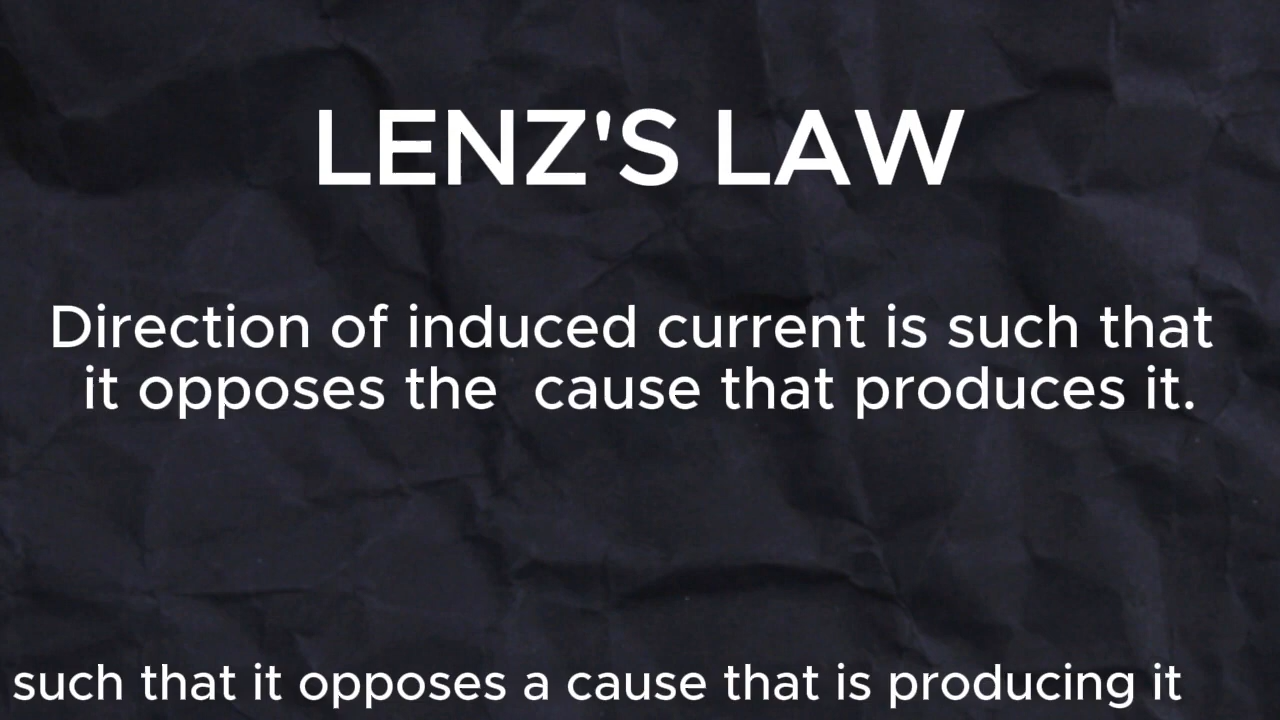 LENZ'S LAW
Direction of induced current is such that
it opposes the  cause that produces it.
such that it opposes a cause that is producing it